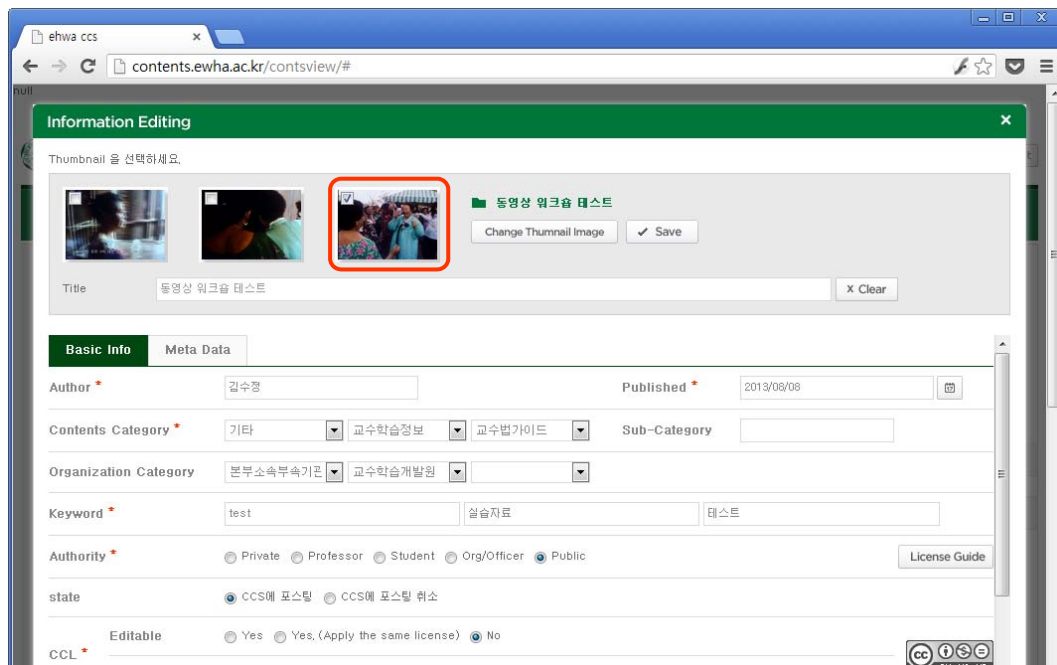 ehwa ccs
contents.ewha.ac.kr/contsview/#
null
Information Editing
Thumbnail 을 선택하세요,
동영상 워크숍 테스트
Change Thumnail Image
Save
Title
동영상 워크숍 테스트
X Clear
Basic Info
Meta Data
Author *
김수정
Published *
2013/08/08
Contents Category *
기타
교수학습정보
교수법가이드
Sub-Category
Organization Category
본부소속부속기관
교수학습개발원
Keyword *
test
실습자료
테스트
Authority *
Private
Professor
Student
Org/Officer
Public
License Guide
state
CCS에 포스팅
CCS에 포스팅 취소
Editable
Yes
Yes, (Apply the same license)
No
CCL *
cc